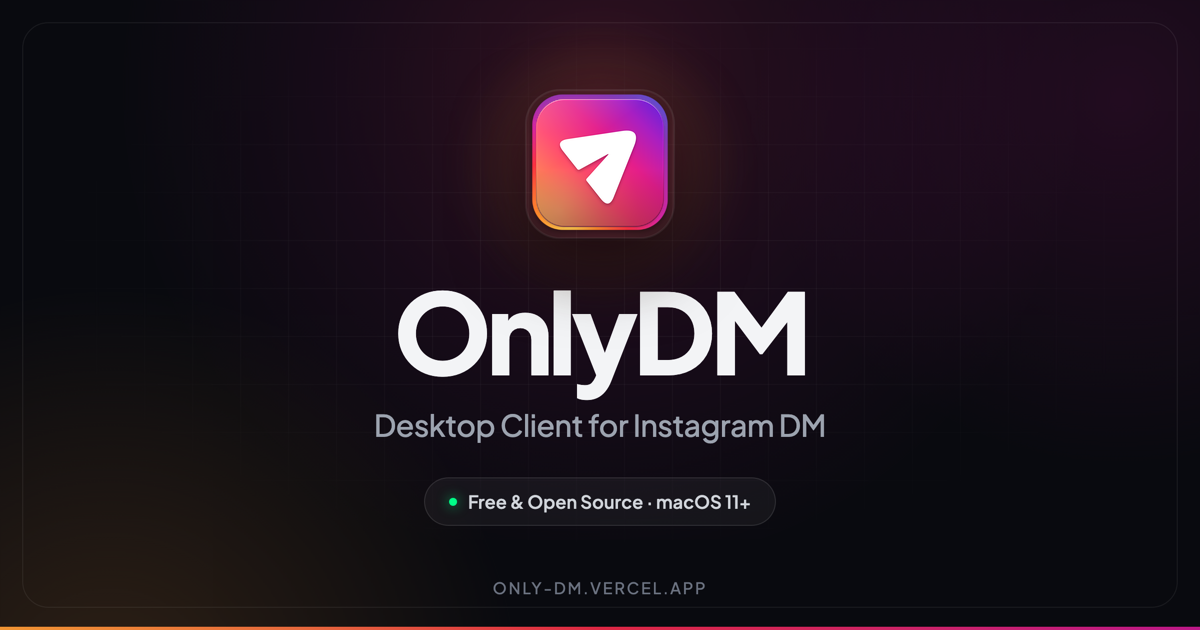 OnlyDM
Desktop Client for Instagram DM
Free & Open Source · macOS 11+
ONLY-DM.VERCEL.APP